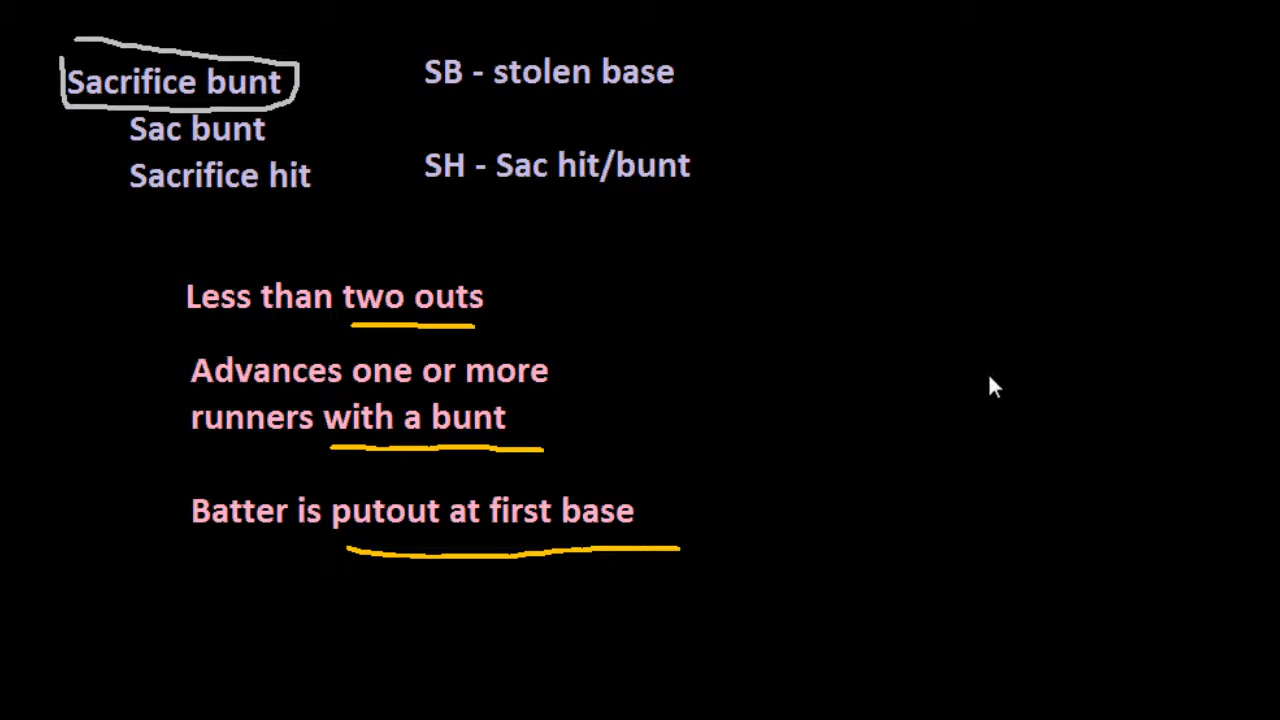 Sacrifice bunt
Sac bunt
Sacrifice hit
SB - stolen base
SH - Sac hit/bunt
Less than two outs
Advances one or more
runners with a bunt
Batter is putout at first base